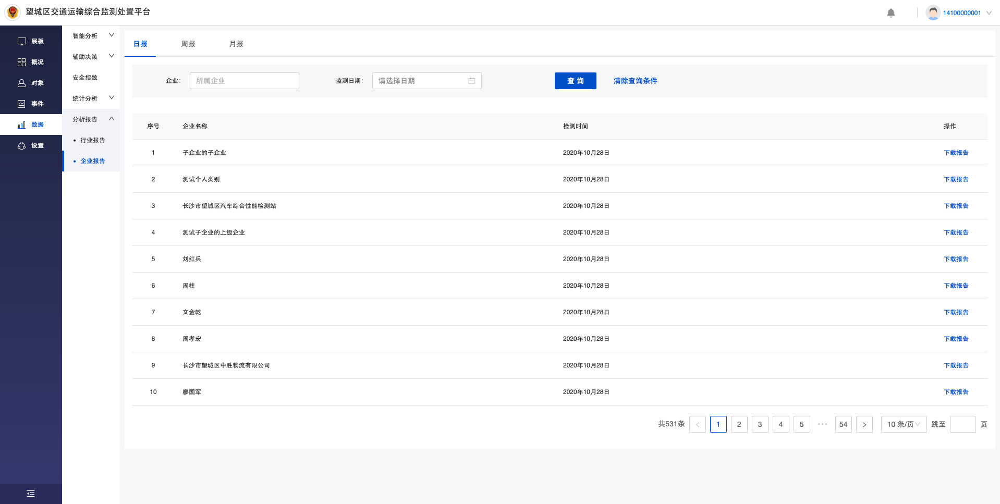 望城区交通运输综合监测处置平台
14100000001
展板
概况
对象
事件
数据
设置
智能分析
辅助决策
安全指数
统计分析
分析报告
• 行业报告
• 企业报告
日报 周报 月报
企业： 所属企业 监测日期： 请选择日期 查 询 清除查询条件
序号 企业名称 检测时间 操作
1 子企业的子企业 2020年10月28日 下载报告
2 测试个人类别 2020年10月28日 下载报告
3 长沙市望城区汽车综合性能检测站 2020年10月28日 下载报告
4 测试子企业的上级企业 2020年10月28日 下载报告
5 刘红兵 2020年10月28日 下载报告
6 周柱 2020年10月28日 下载报告
7 文金乾 2020年10月28日 下载报告
8 周孝宏 2020年10月28日 下载报告
9 长沙市望城区中胜物流有限公司 2020年10月28日 下载报告
10 廖国军 2020年10月28日 下载报告
共531条 < 1 2 3 4 5 ••• 54 > 10 条/页 跳至 页